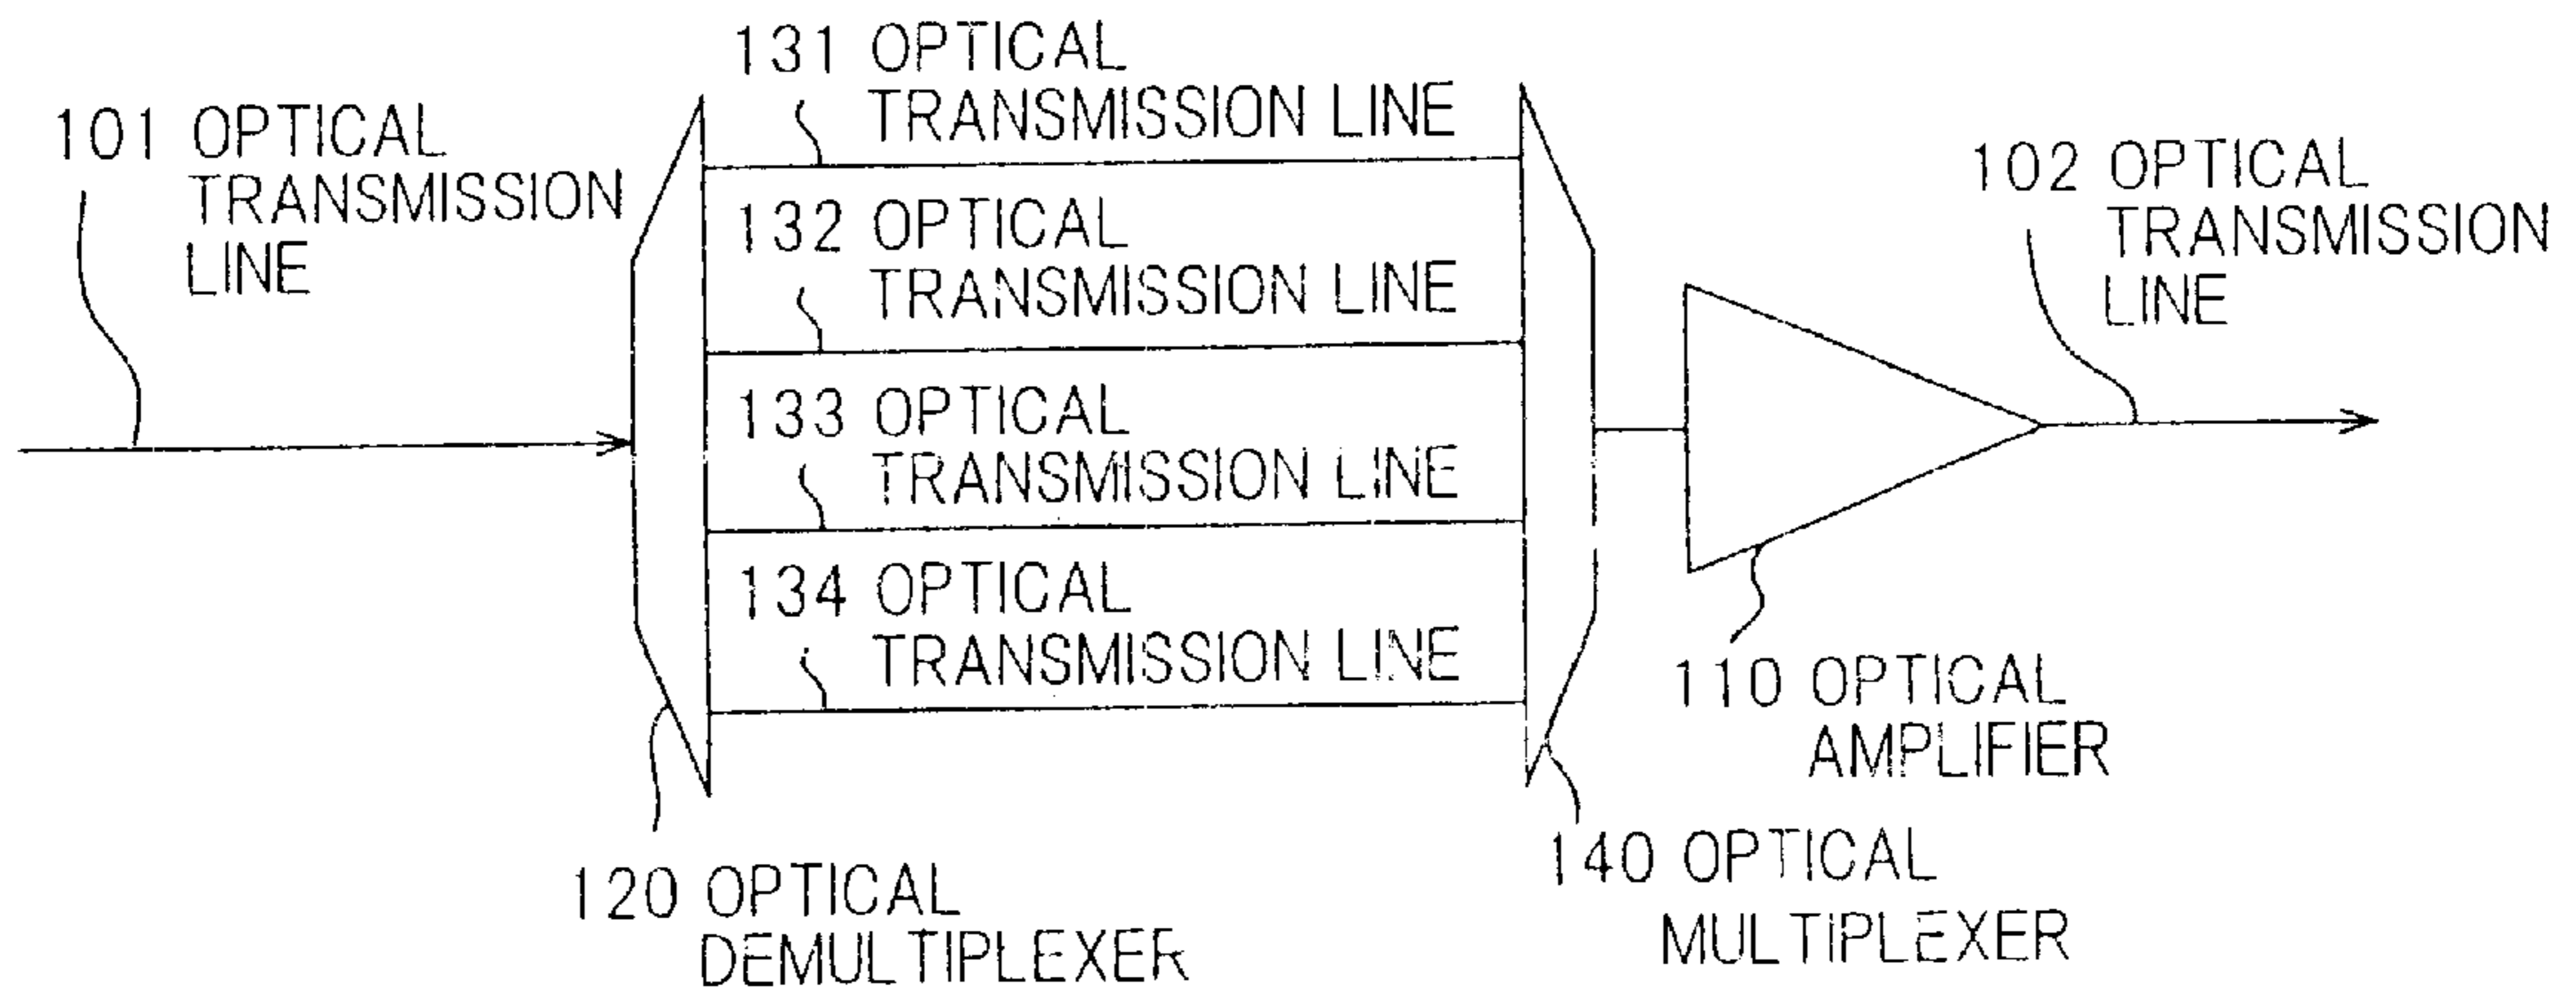 101 OPTICAL
TRANSMISSION
LINE
131 OPTICAL
TRANSMISSION LINE
132 OPTICAL
TRANSMISSION LINE
133 OPTICAL
TRANSMISSION LINE
134 OPTICAL
TRANSMISSION LINE
102 OPTICAL
TRANSMISSION
LINE
110 OPTICAL
AMPLIFIER
120 OPTICAL
DEMULTIPLEXER
140 OPTICAL
MULTIPLEXER